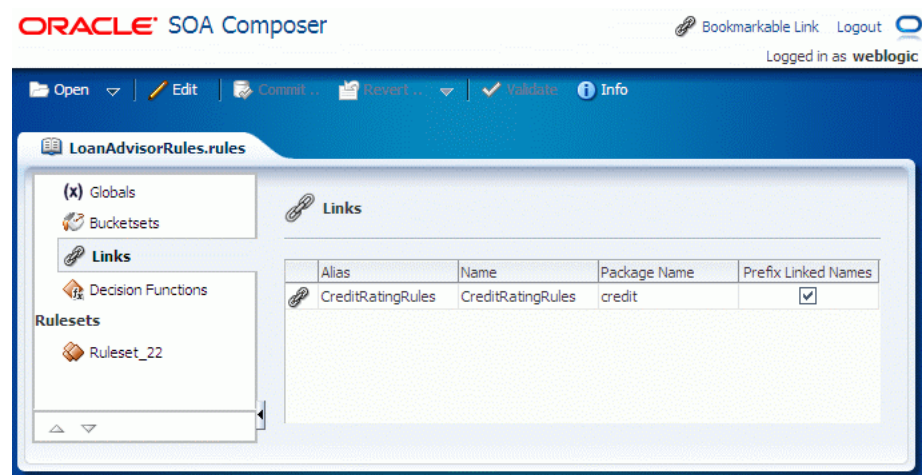 ORACLE SOA Composer
Bookmarkable Link Logout
Logged in as weblogic
Open Edit Commit .. Revert .. Validate Info
LoanAdvisorRules.rules
(x) Globals
Bucketsets
Links
Decision Functions
Rulesets
Ruleset_22
Links
Alias Name Package Name Prefix Linked Names
CreditRatingRules CreditRatingRules credit